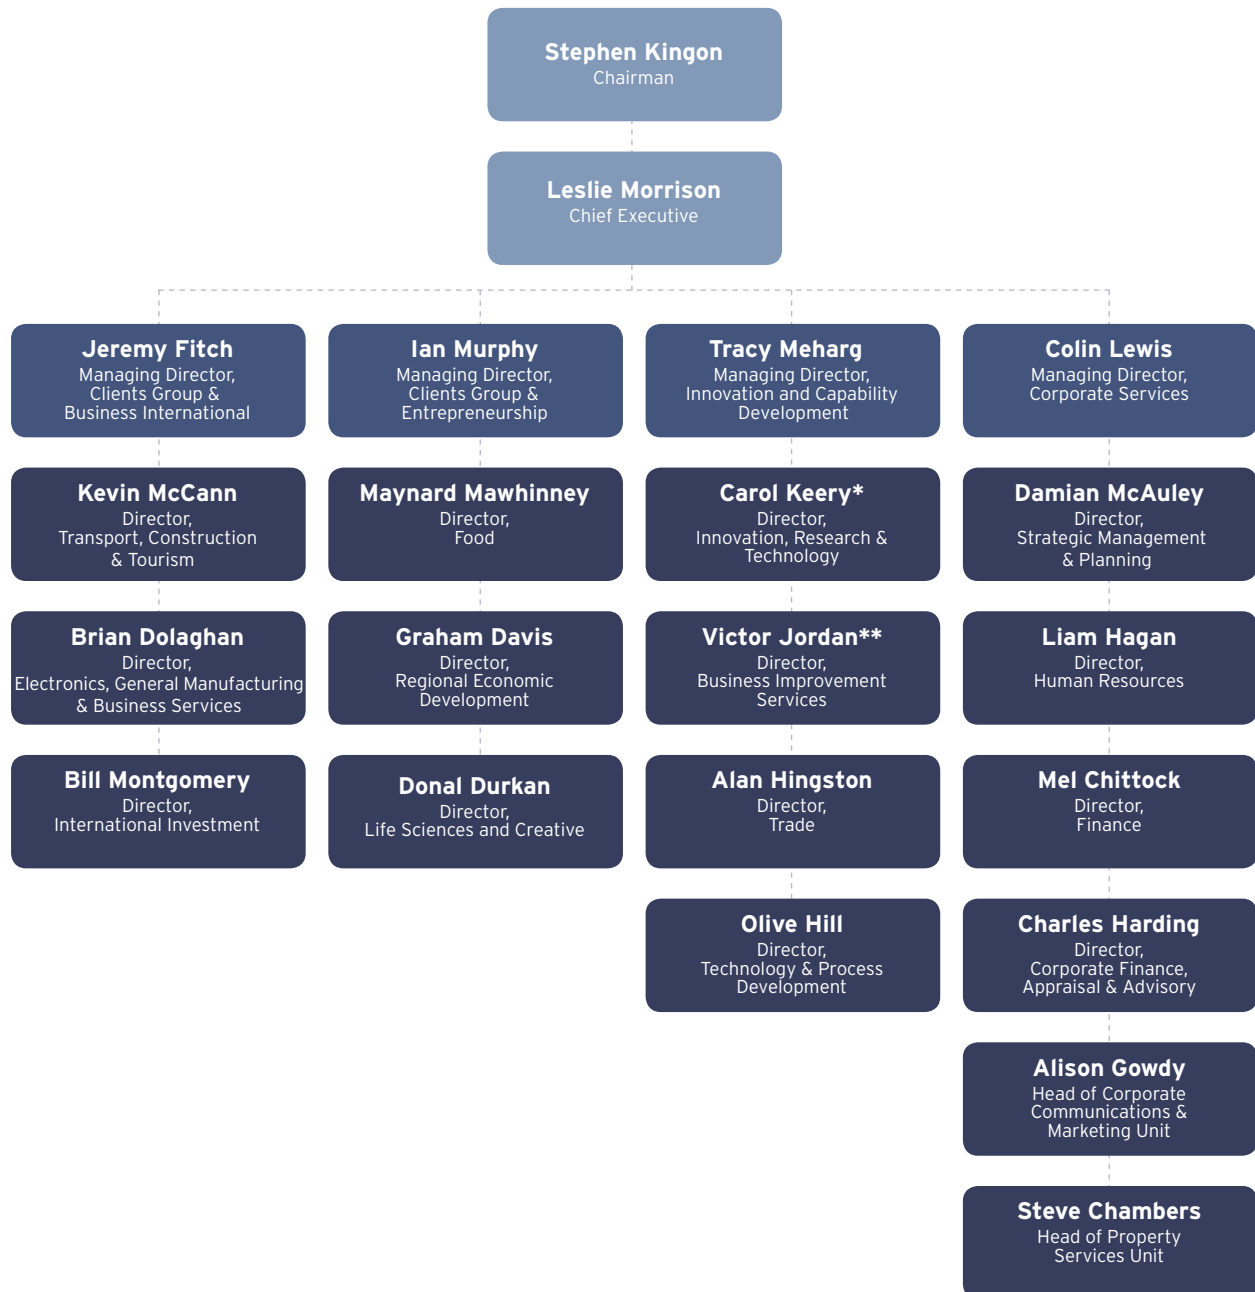 Stephen Kingon
Chairman
Leslie Morrison
Chief Executive
Jeremy Fitch
Managing Director,
Clients Group &
Business International
Kevin McCann
Director,
Transport, Construction
& Tourism
Brian Dolaghan
Director,
Electronics, General Manufacturing
& Business Services
Bill Montgomery
Director,
International Investment
Ian Murphy
Managing Director,
Clients Group &
Entrepreneurship
Maynard Mawhinney
Director,
Food
Graham Davis
Director,
Regional Economic
Development
Donal Durkan
Director,
Life Sciences and Creative
Tracy Meharg
Managing Director,
Innovation and Capability
Development
Carol Keery*
Director,
Innovation, Research &
Technology
Victor Jordan**
Director,
Business Improvement
Services
Alan Hingston
Director,
Trade
Olive Hill
Director,
Technology & Process
Development
Colin Lewis
Managing Director,
Corporate Services
Damian McAuley
Director,
Strategic Management
& Planning
Liam Hagan
Director,
Human Resources
Mel Chittock
Director,
Finance
Charles Harding
Director,
Corporate Finance,
Appraisal & Advisory
Alison Gowdy
Head of Corporate
Communications &
Marketing Unit
Steve Chambers
Head of Property
Services Unit